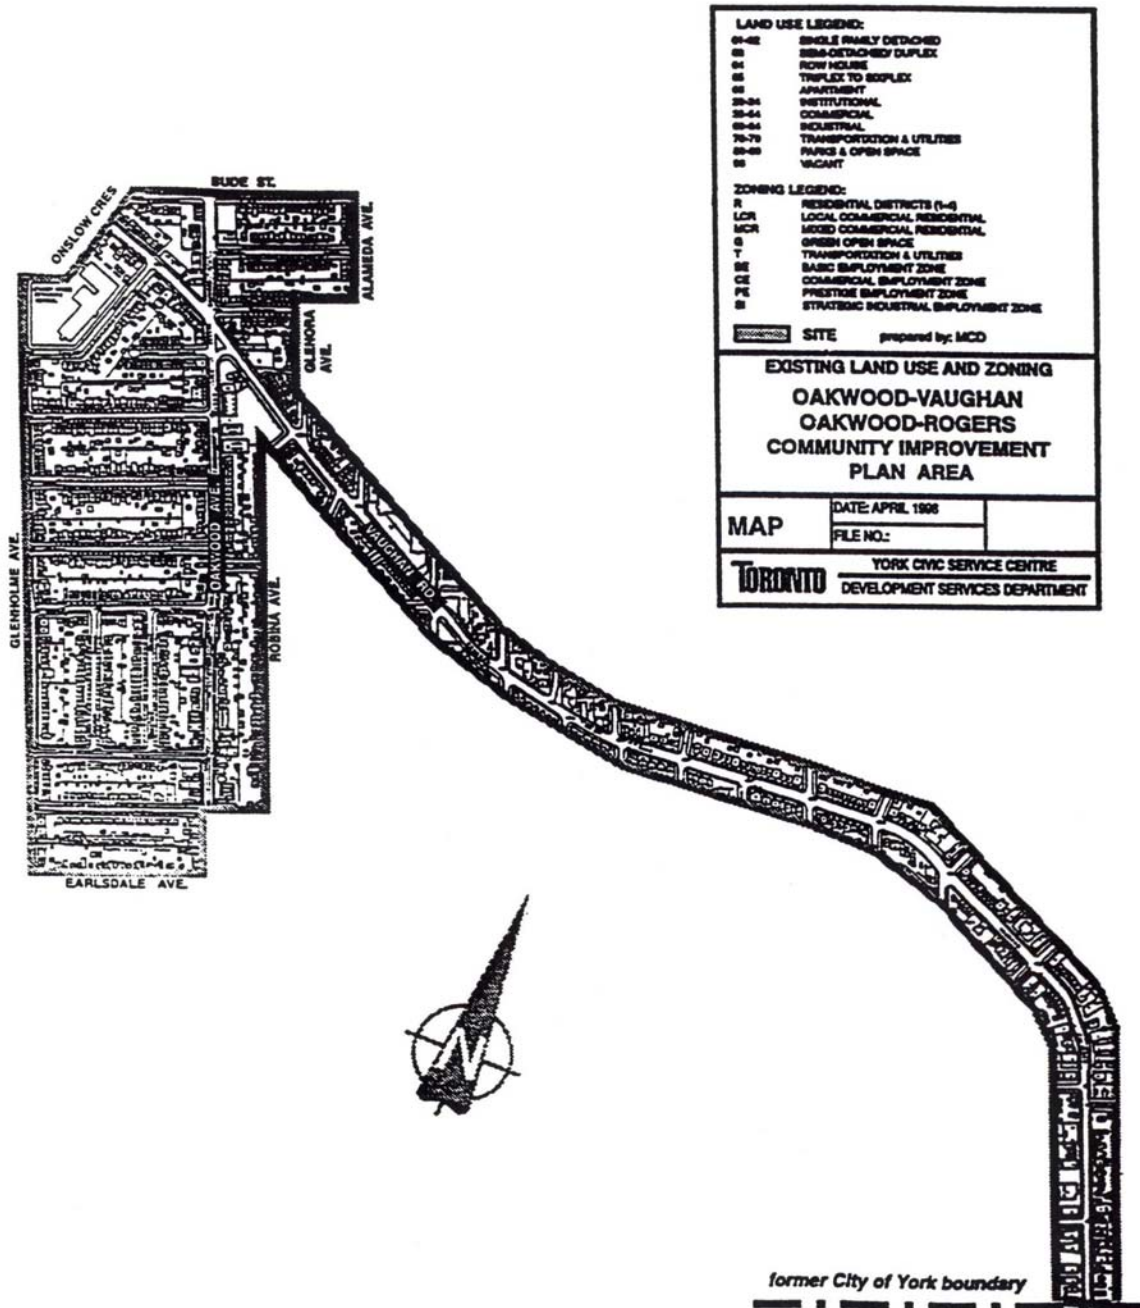 LAND USE LEGEND:
SINGLE FAMILY DETACHED
SEMI-DETACHED/ DUPLEX
ROW HOUSE
TRIPLEX TO SIXPLEX
APARTMENT
INSTITUTIONAL
COMMERCIAL
INDUSTRIAL
70-79 TRANSPORTATION & UTILITIES
PARKS & OPEN SPACE
VACANT
ZONING LEGEND:
R RESIDENTIAL DISTRICTS (1-4)
LCR LOCAL COMMERCIAL RESIDENTIAL
MCR MIXED COMMERCIAL RESIDENTIAL
G GREEN OPEN SPACE
T TRANSPORTATION & UTILITIES
BE BASIC EMPLOYMENT ZONE
CE COMMERCIAL EMPLOYMENT ZONE
PE PRESTIGE EMPLOYMENT ZONE
SI STRATEGIC INDUSTRIAL EMPLOYMENT ZONE
SITE prepared by: MCD
EXISTING LAND USE AND ZONING
OAKWOOD-VAUGHAN
OAKWOOD-ROGERS
COMMUNITY IMPROVEMENT
PLAN AREA
MAP
DATE: APRIL
FILE NO.:
TORONTO
YORK CIVIC SERVICE CENTRE
DEVELOPMENT SERVICES DEPARTMENT
BUDE ST.
ONSLOW CRES
ALAMEDA AVE.
GLENORA
AVE.
OAKWOOD AVE.
VAUGHAN RD.
GLENHOLME AVE.
ROBINA AVE.
EARLSDALE AVE.
N
former City of York boundary